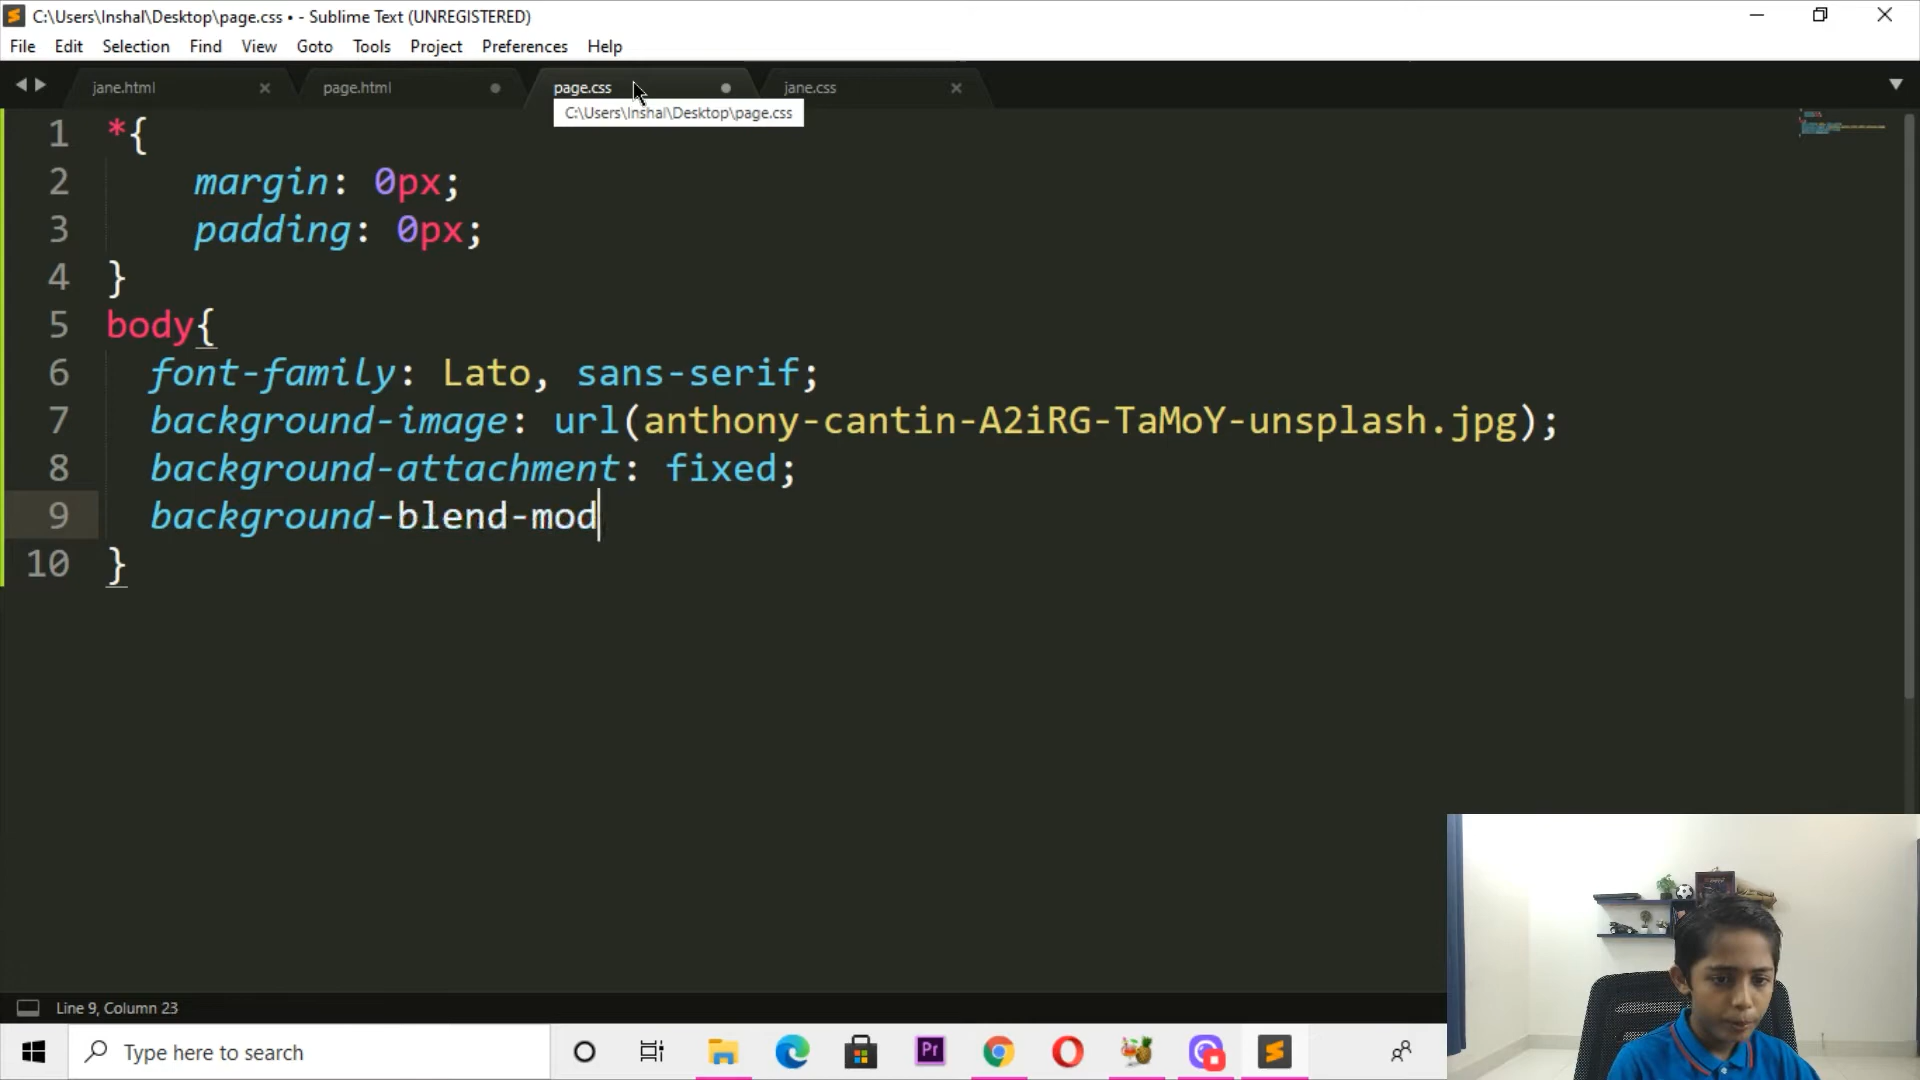 C:\Users\Inshal\Desktop\page.css • - Sublime Text (UNREGISTERED)
File Edit Selection Find View Goto Tools Project Preferences Help
jane.html page.html page.css jane.css
C:\Users\Inshal\Desktop\page.css
1 *{
2 margin: 0px;
3 padding: 0px;
4 }
5 body{
6 font-family: Lato, sans-serif;
7 background-image: url(anthony-cantin-A2iRG-TaMoY-unsplash.jpg);
8 background-attachment: fixed;
9 background-blend-mod
10 }
Line 9, Column 23
Type here to search
Pr